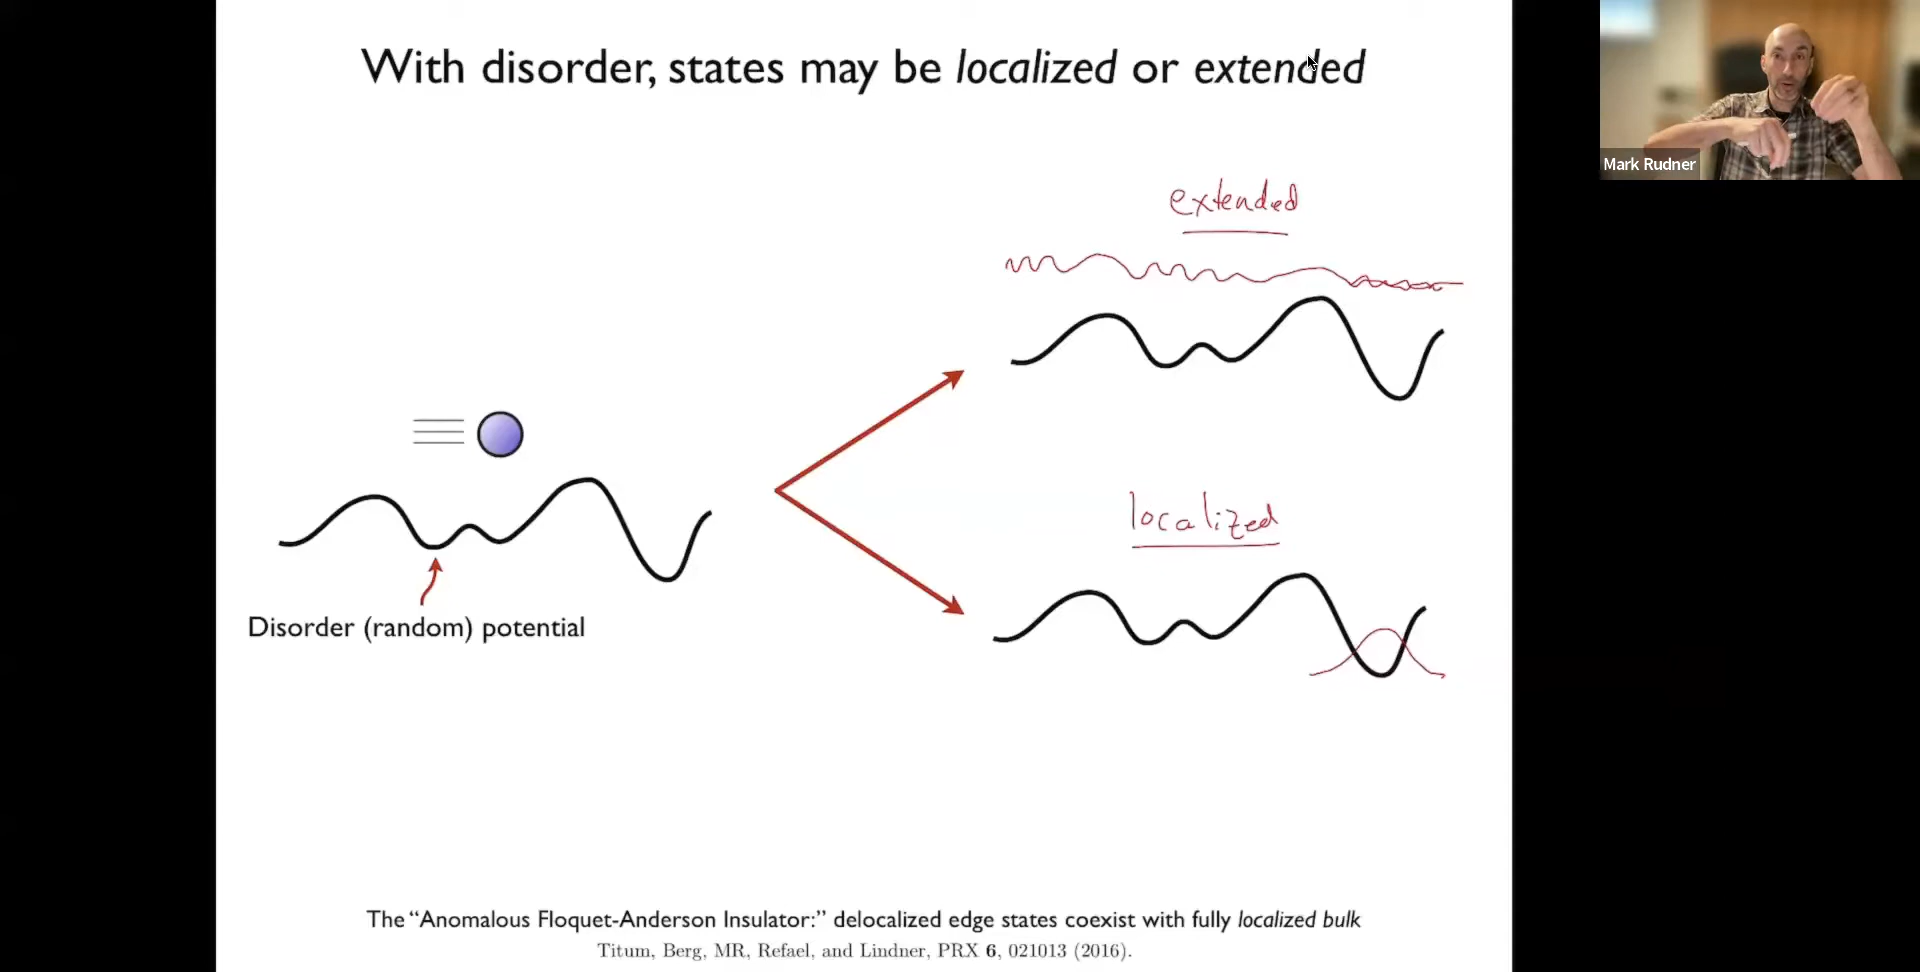 With disorder, states may be localized or extended
Mark Rudner
extended
localized
Disorder (random) potential
The “Anomalous Floquet-Anderson Insulator:” delocalized edge states coexist with fully localized bulk
Titum, Berg, MR, Refael, and Lindner, PRX 6, 021013 (2016).